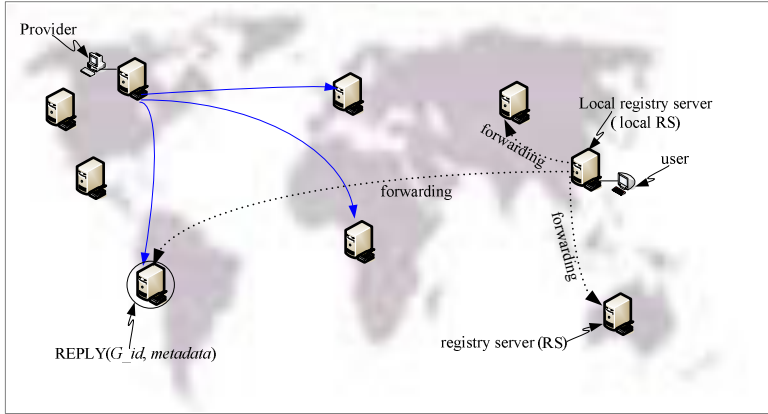 Provider
Local registry server
( local RS)
forwarding
user
forwarding
forwarding
registry server (RS)
REPLY(G_id, metadata)